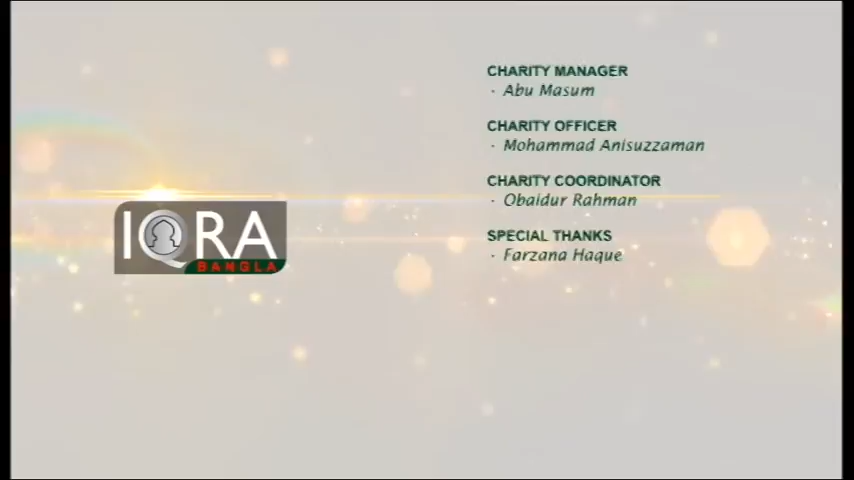 CHARITY MANAGER
· Abu Masum
CHARITY OFFICER
· Mohammad Anisuzzaman
CHARITY COORDINATOR
· Obaidur Rahman
SPECIAL THANKS
· Farzana Haque
IQRA
BANGLA